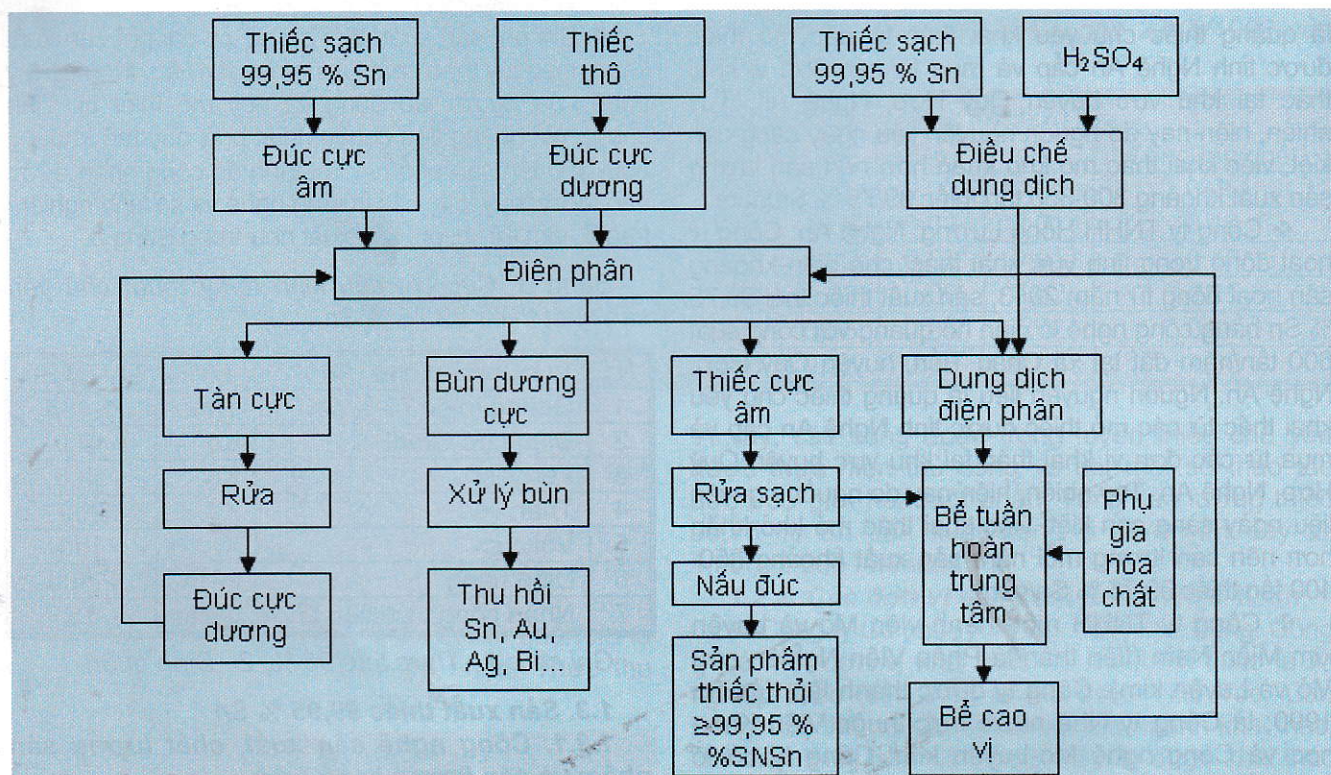 Thiếc sạch
99,95 % Sn
Thiếc
thô
Thiếc sạch
99,95 % Sn
H₂SO₄
Đúc cực
âm
Đúc cực
dương
Điều chế
dung dịch
Điện phân
Tàn cực
Bùn dương
cực
Thiếc cực
âm
Dung dịch
điện phân
Rửa
Xử lý bùn
Rửa sạch
Bể tuần
hoàn
trung
tâm
Phụ
gia
hóa
chất
Đúc cực
dương
Thu hồi
Sn, Au,
Ag, Bi...
Nấu đúc
Sản phâm
thiếc thỏi
≥99,95 %
%SNSn
Bể cao
vị